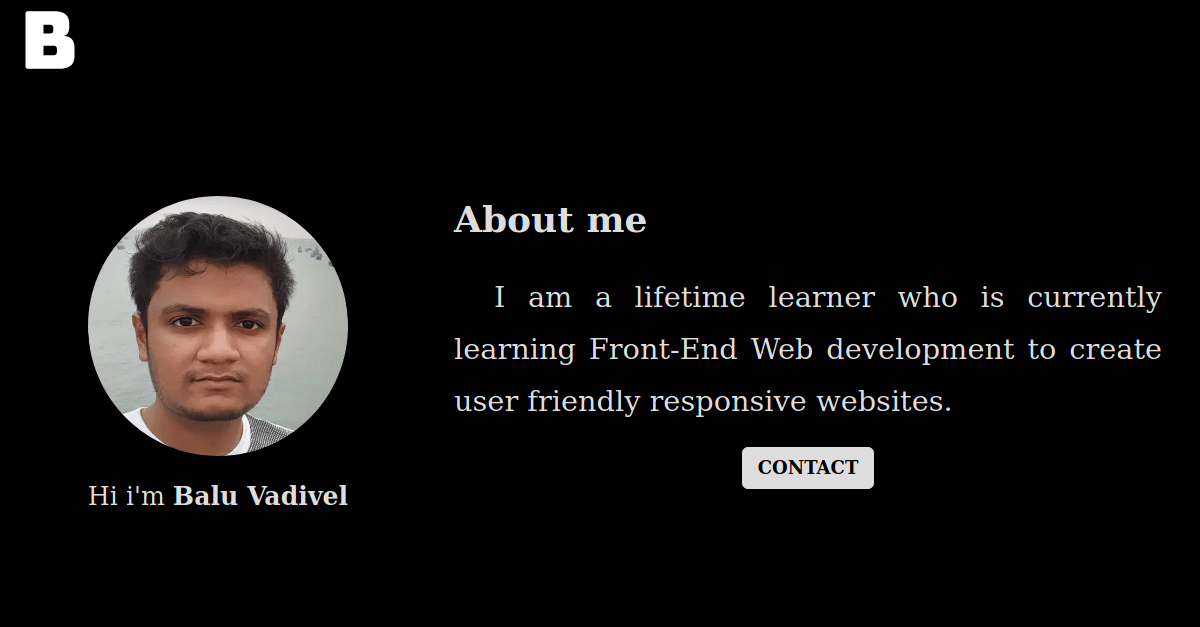 B
About me
I am a lifetime learner who is currently
learning Front-End Web development to create
user friendly responsive websites.
CONTACT
Hi i'm Balu Vadivel